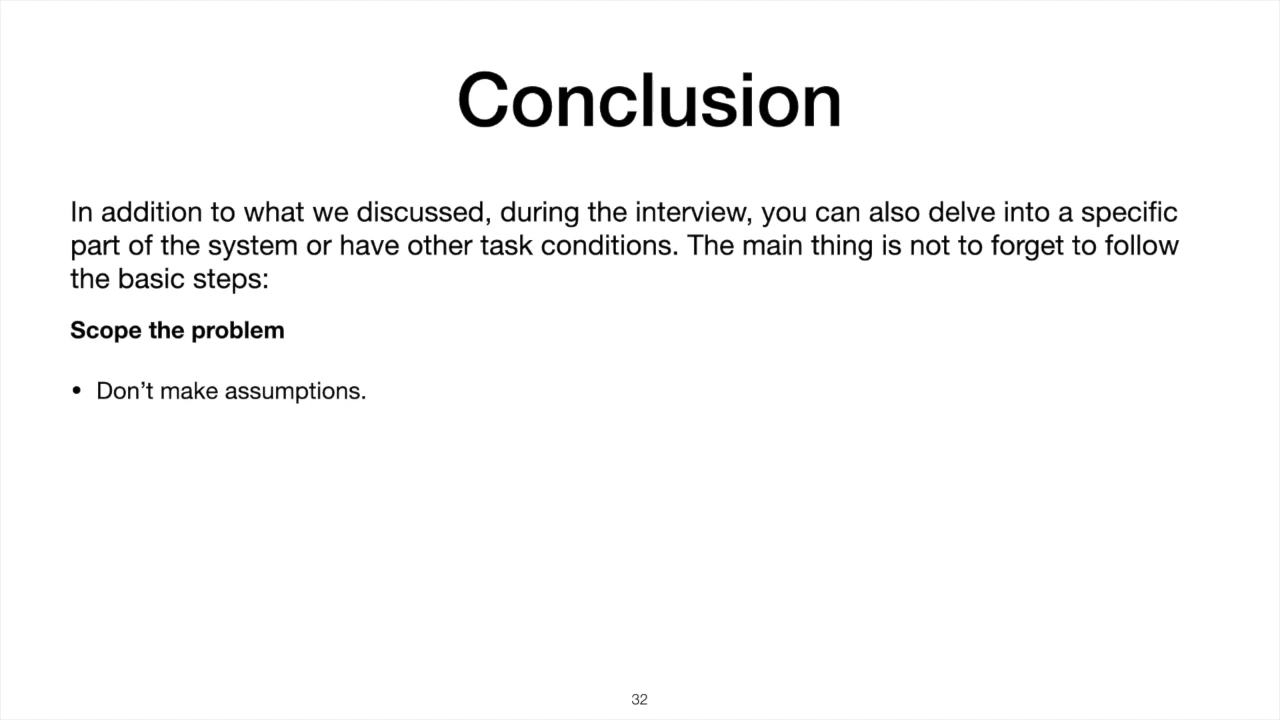 Conclusion
In addition to what we discussed, during the interview, you can also delve into a specific
part of the system or have other task conditions. The main thing is not to forget to follow
the basic steps:
Scope the problem
• Don’t make assumptions.
32